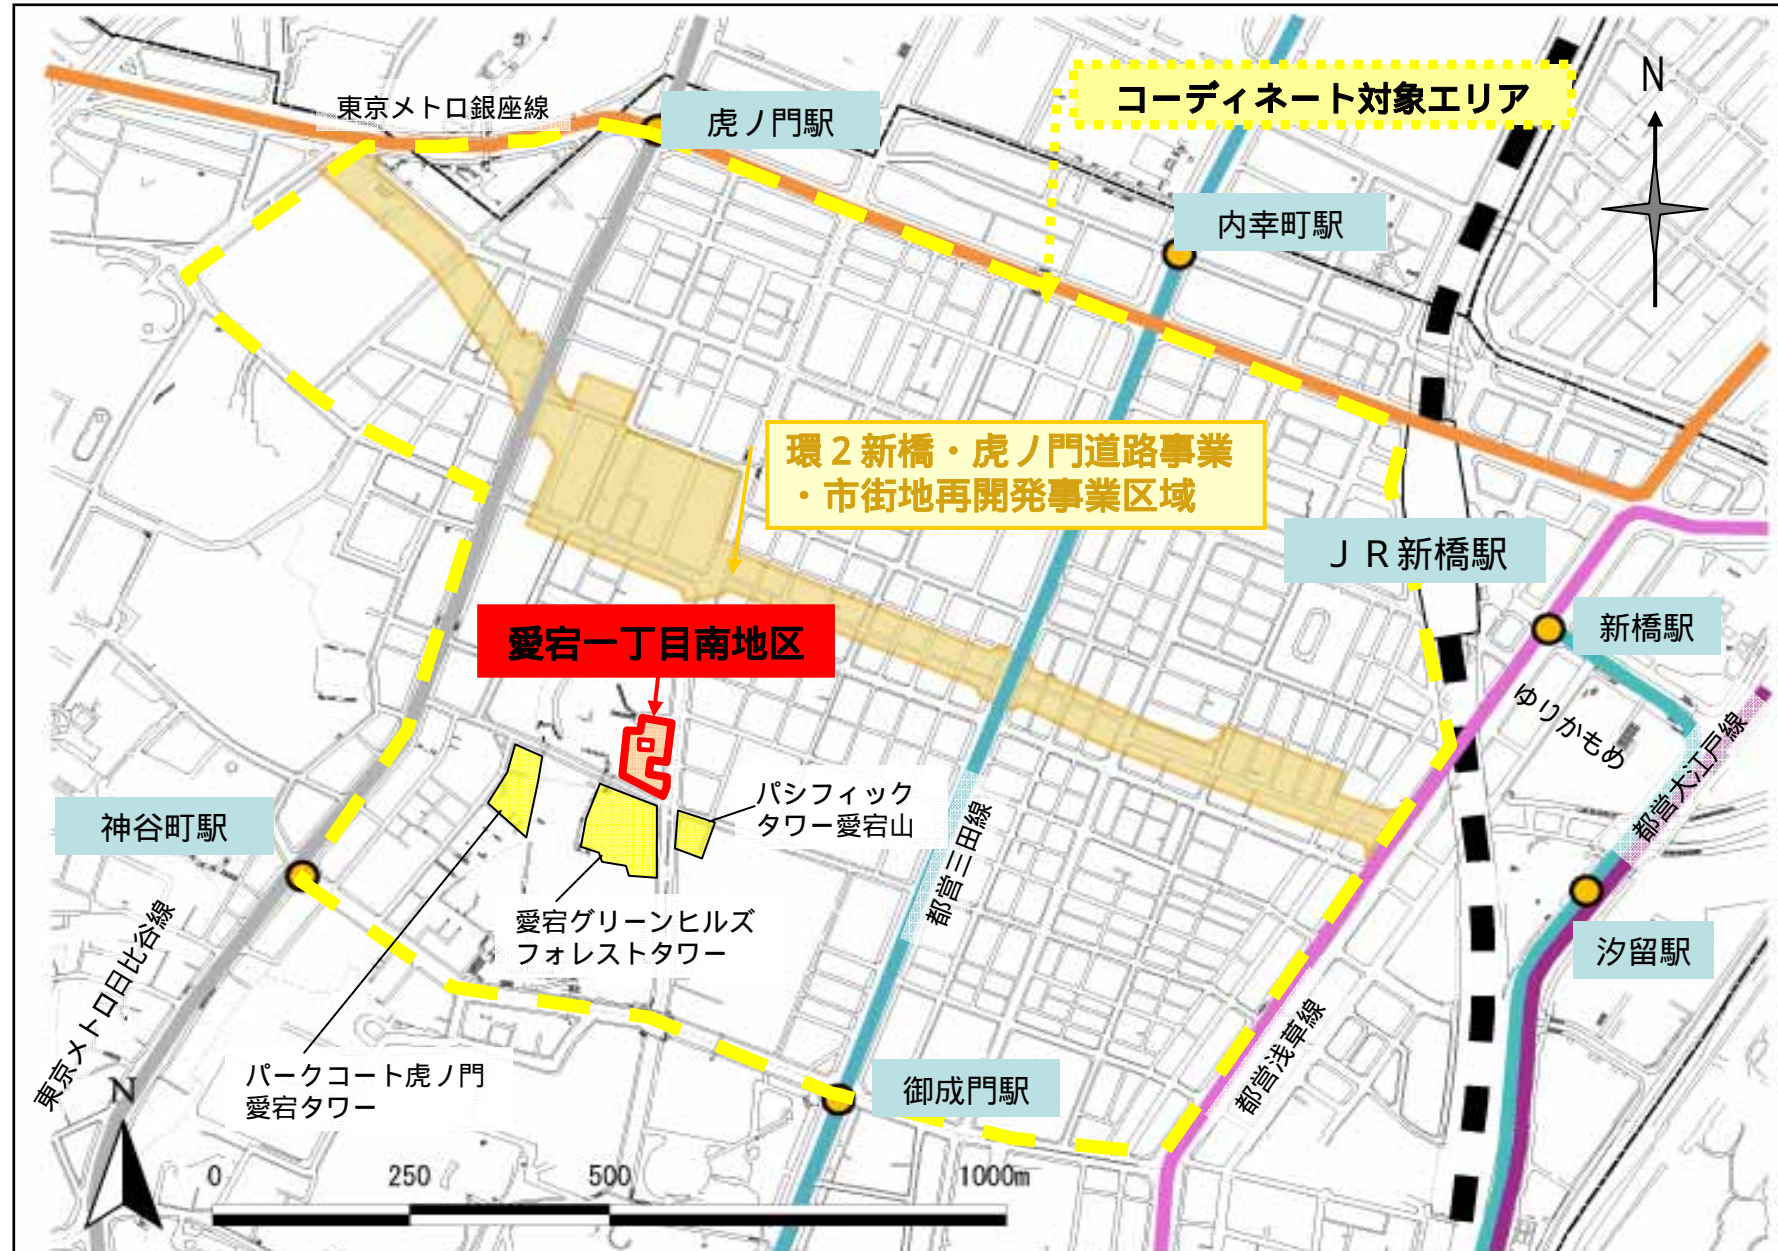 コーディネート対象エリア
N
東京メトロ銀座線
虎ノ門駅
内幸町駅
環２新橋・虎ノ門道路事業
・市街地再開発事業区域
ＪＲ新橋駅
新橋駅
愛宕一丁目南地区
ゆりかもめ
都営大江戸線
パシフィック
タワー愛宕山
神谷町駅
都営三田線
愛宕グリーンヒルズ
フォレストタワー
汐留駅
東京メトロ日比谷線
都営浅草線
パークコート虎ノ門
愛宕タワー
御成門駅
N
0 250 500 1000m